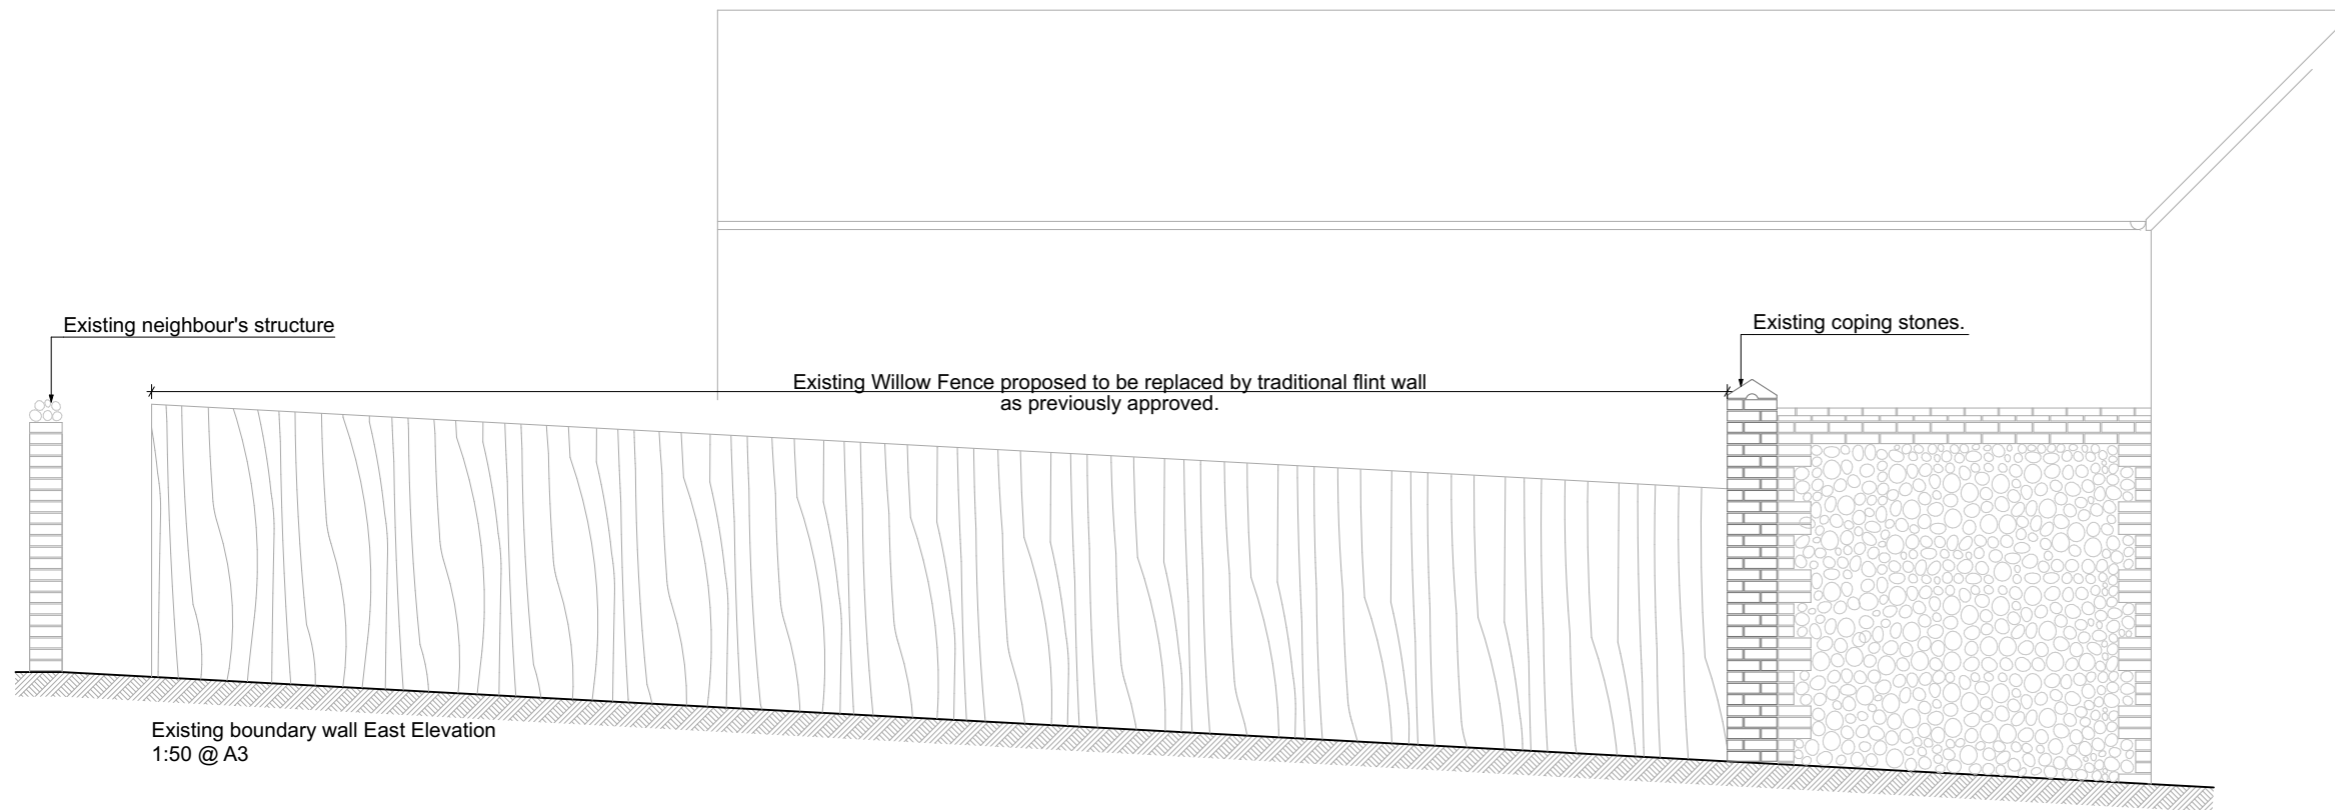 Existing neighbour's structure
Existing coping stones.
Existing Willow Fence proposed to be replaced by traditional flint wall
as previously approved.
Existing boundary wall East Elevation
1:50 @ A3